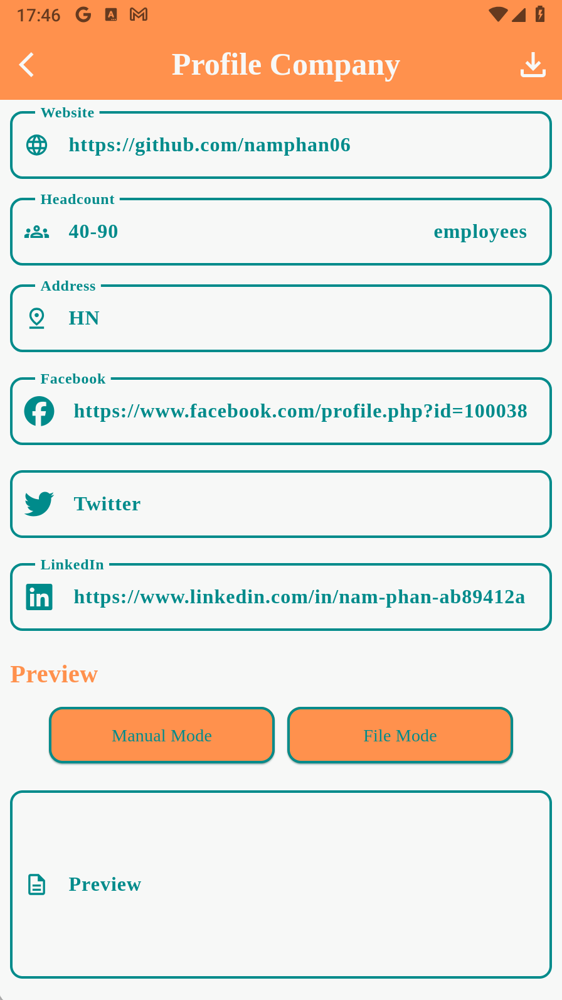 17:46
Profile Company
Website
https://github.com/namphan06
Headcount
40-90 employees
Address
HN
Facebook
https://www.facebook.com/profile.php?id=100038
Twitter
LinkedIn
https://www.linkedin.com/in/nam-phan-ab89412a
Preview
Manual Mode File Mode
Preview